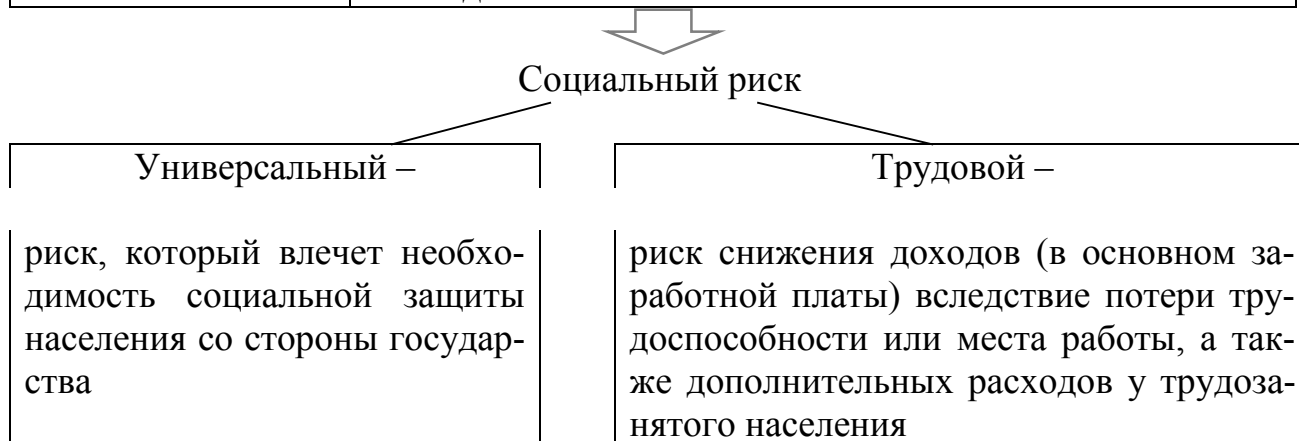 Социальный риск
Универсальный –
риск, который влечет необхо-
димость социальной защиты
населения со стороны государ-
ства
Трудовой –
риск снижения доходов (в основном за-
работной платы) вследствие потери тру-
доспособности или места работы, а так-
же дополнительных расходов у трудоза-
нятого населения